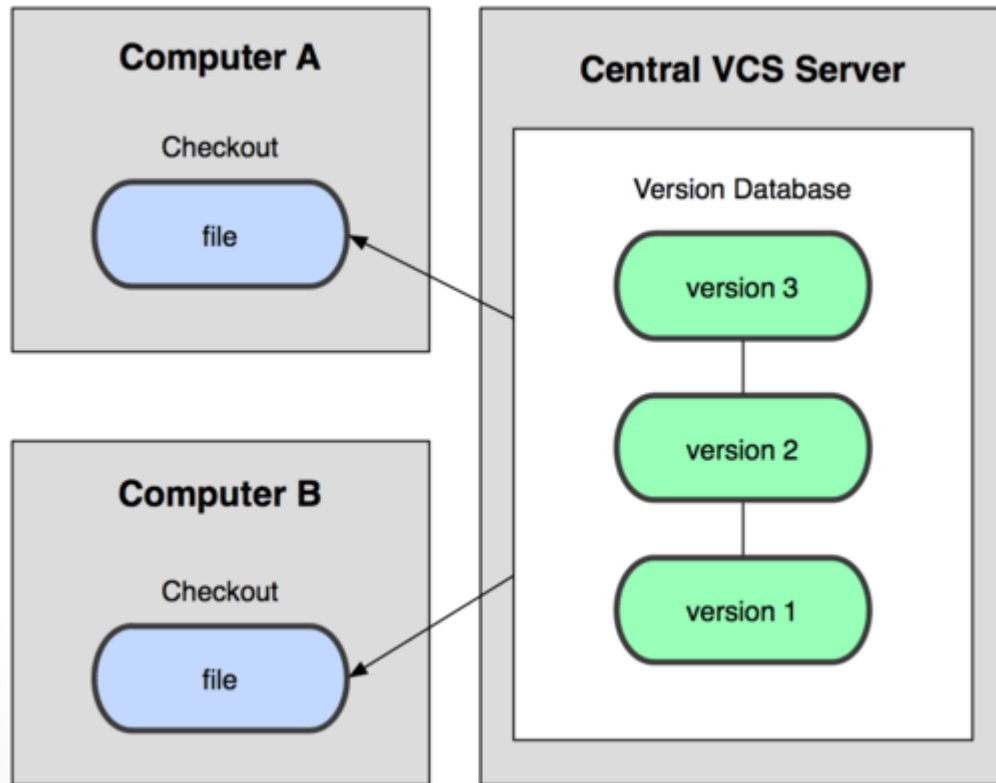 Computer A
Checkout
file
Computer B
Checkout
file
Central VCS Server
Version Database
version 3
version 2
version 1